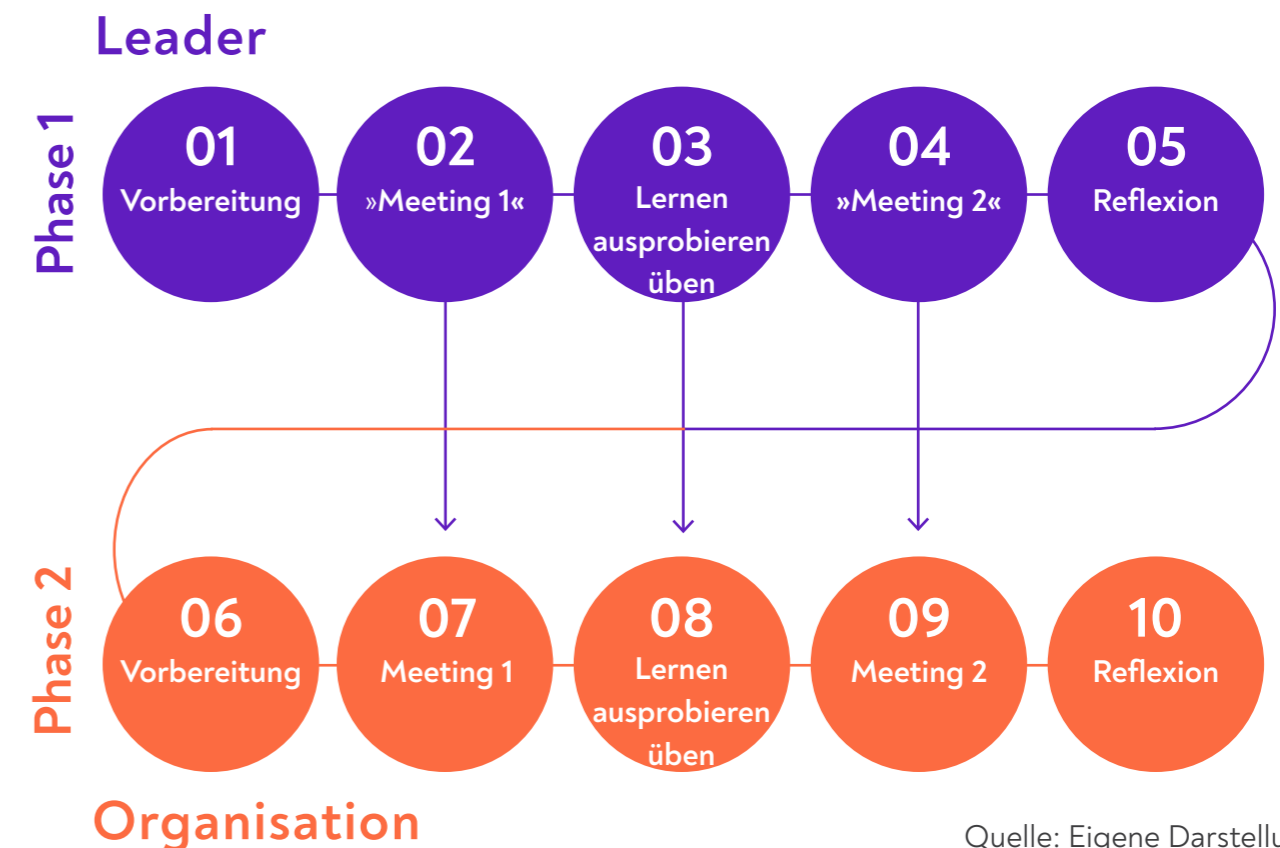 Leader
Phase 1
01
Vorbereitung
02
»Meeting 1«
03
Lernen
ausprobieren
üben
04
»Meeting 2«
05
Reflexion
Phase 2
06
Vorbereitung
07
Meeting 1
08
Lernen
ausprobieren
üben
09
Meeting 2
10
Reflexion
Organisation
Quelle: Eigene